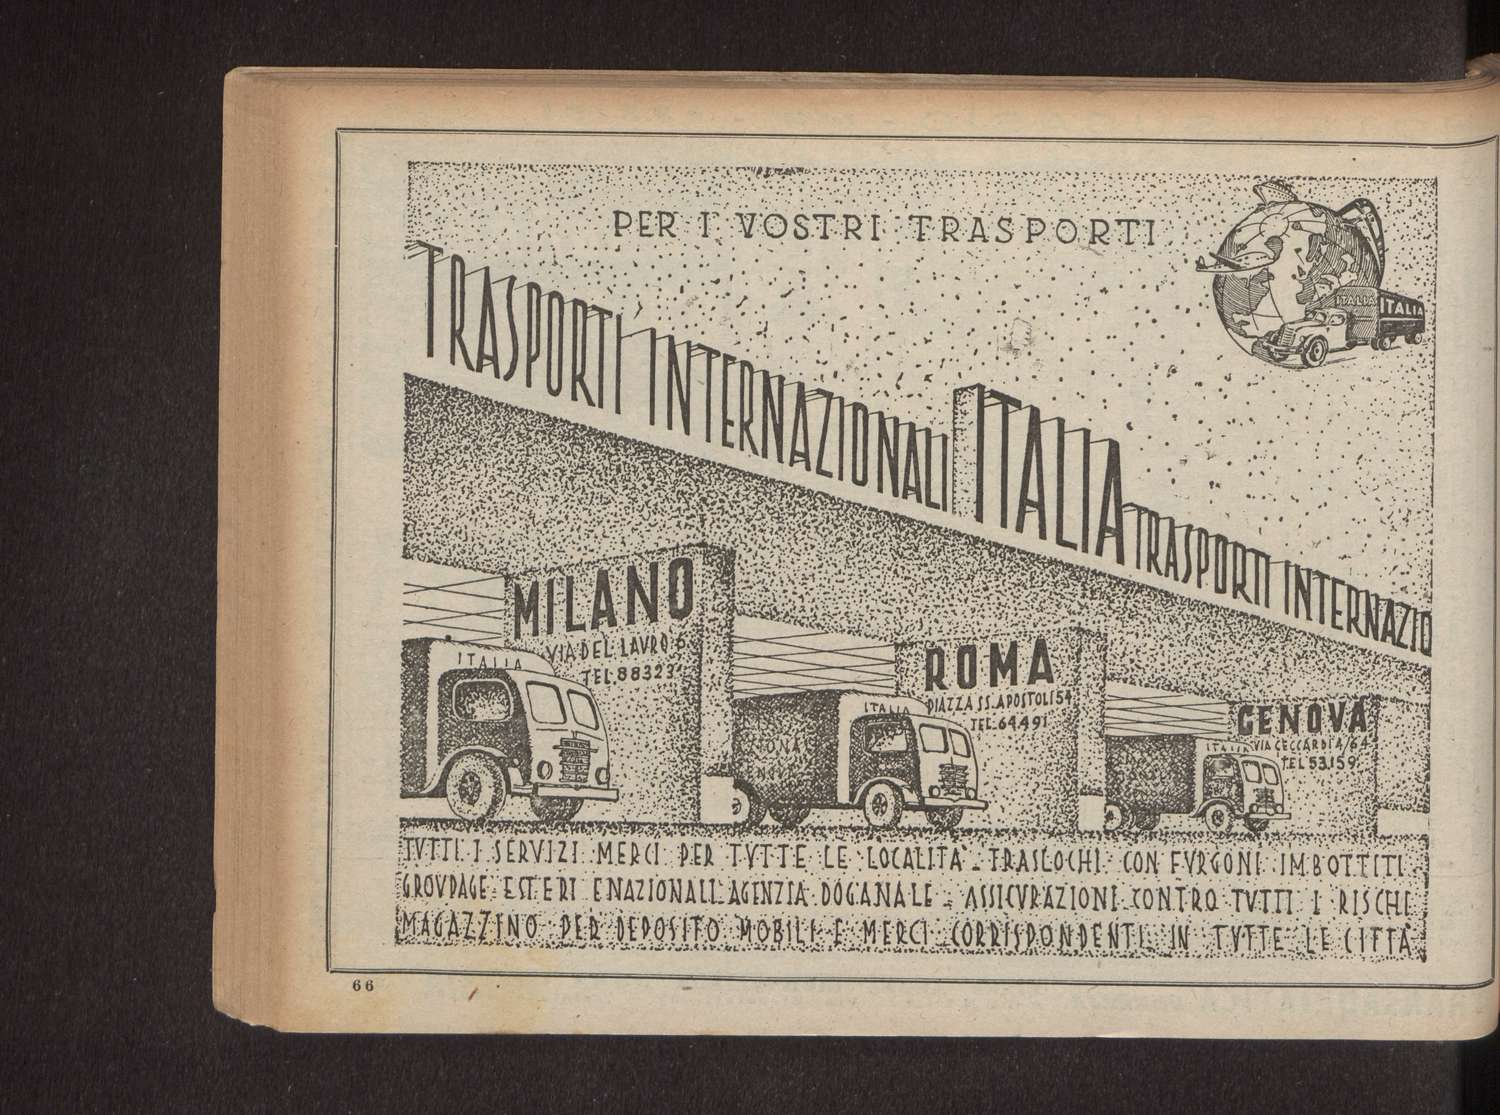 PER I VOSTRI TRASPORTI
ITALIA ITALIA
TRASPORTI INTERNAZIONALI ITALIA TRASPORTI INTERNAZIO
MILANO
VIA DEL LAVRO 6
TEL. 88323
ITALIA
ROMA
PIAZZA SS. APOSTOLI 54
TEL. 64491
ITALIA
GENOVA
VIA CECCARDI 4/64
TEL 53159
ITALIA
TVTTI I SERVIZI MERCI PER TVTTE LE LOCALITA - TRASLOCHI CON FVRGONI IMBOTTITI
GROVPAGE ESTERI E NAZIONALI AGENZIA DOGANALE - ASSICVRAZIONI CONTRO TVTTI I RISCHI
MAGAZZINO PER DEPOSITO MOBILI E MERCI - CORRISPONDENTI IN TVTTE LE CITTA
66